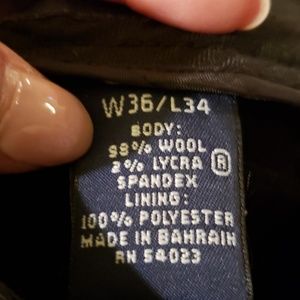 W36/L34
BODY:
98% WOOL
2% LYCRA ®
SPANDEX
LINING:
100% POLYESTER
MADE IN BAHRAIN
RN 54023